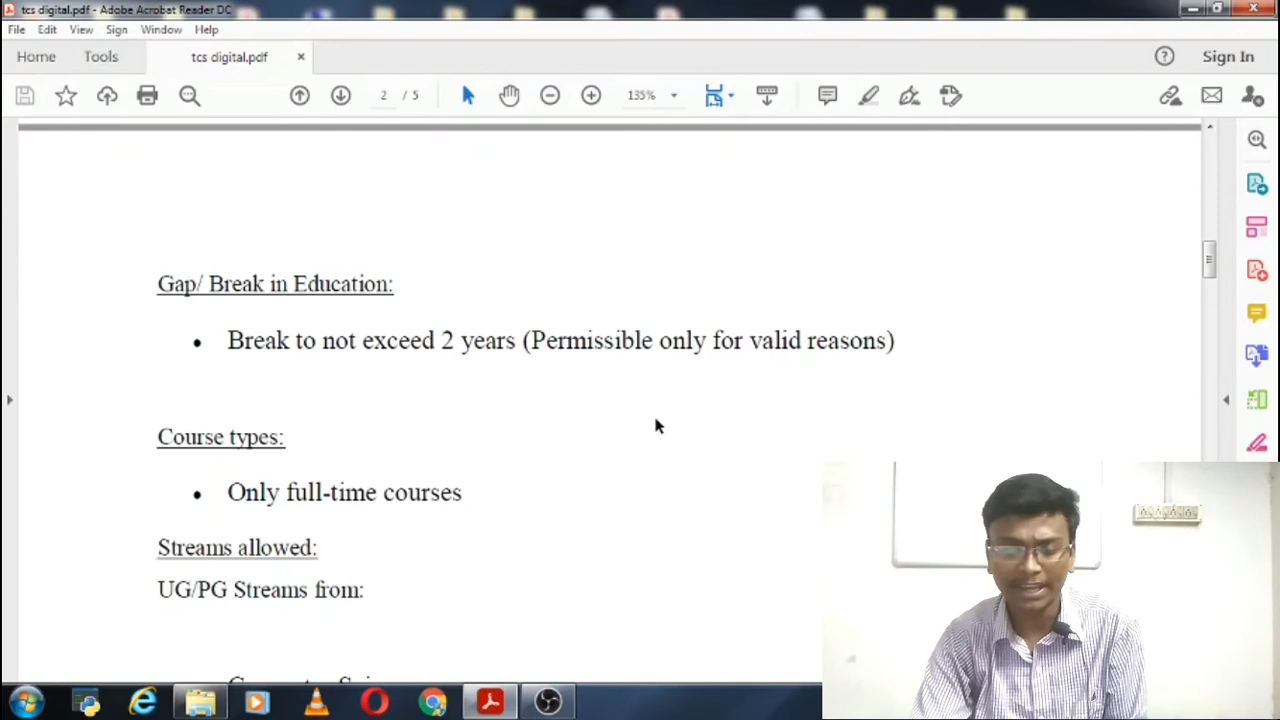 tcs digital.pdf - Adobe Acrobat Reader DC
File Edit View Sign Window Help
Home Tools tcs digital.pdf × Sign In
2 / 5 135%
Gap/ Break in Education:
• Break to not exceed 2 years (Permissible only for valid reasons)
Course types:
• Only full-time courses
Streams allowed:
UG/PG Streams from: